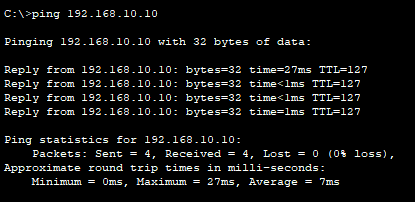 C:\>ping 192.168.10.10
Pinging 192.168.10.10 with 32 bytes of data:
Reply from 192.168.10.10: bytes=32 time=27ms TTL=127
Reply from 192.168.10.10: bytes=32 time<1ms TTL=127
Reply from 192.168.10.10: bytes=32 time<1ms TTL=127
Reply from 192.168.10.10: bytes=32 time=1ms TTL=127
Ping statistics for 192.168.10.10:
Packets: Sent = 4, Received = 4, Lost = 0 (0% loss),
Approximate round trip times in milli-seconds:
Minimum = 0ms, Maximum = 27ms, Average = 7ms